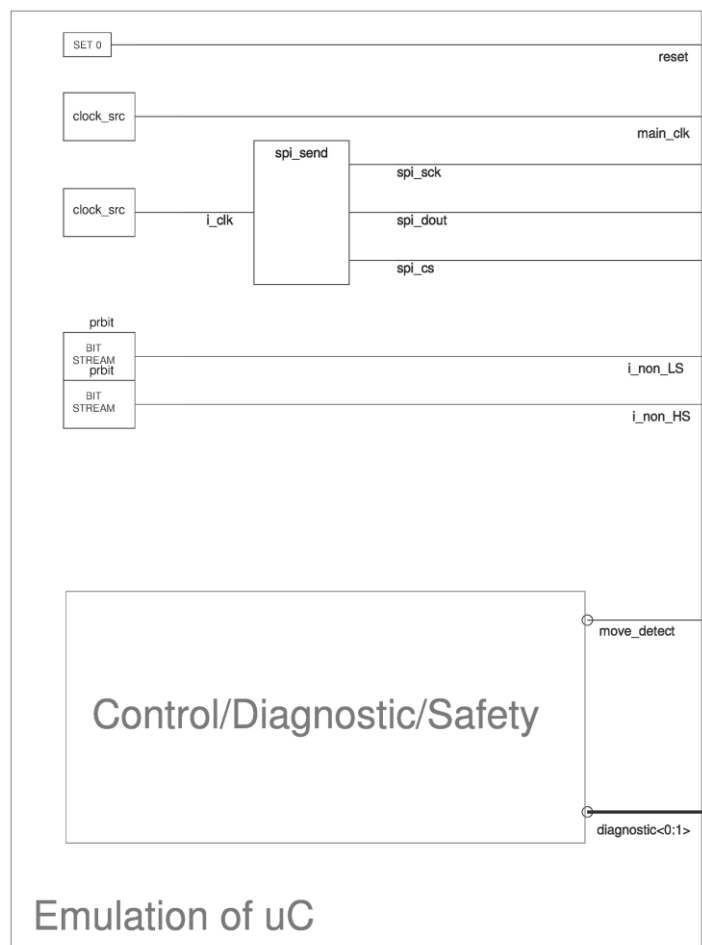 SET 0
reset
clock_src
main_clk
spi_send
spi_sck
clock_src
i_clk
spi_dout
spi_cs
prbit
BIT
STREAM
i_non_LS
prbit
BIT
STREAM
i_non_HS
move_detect
Control/Diagnostic/Safety
diagnostic<0:1>
Emulation of uC